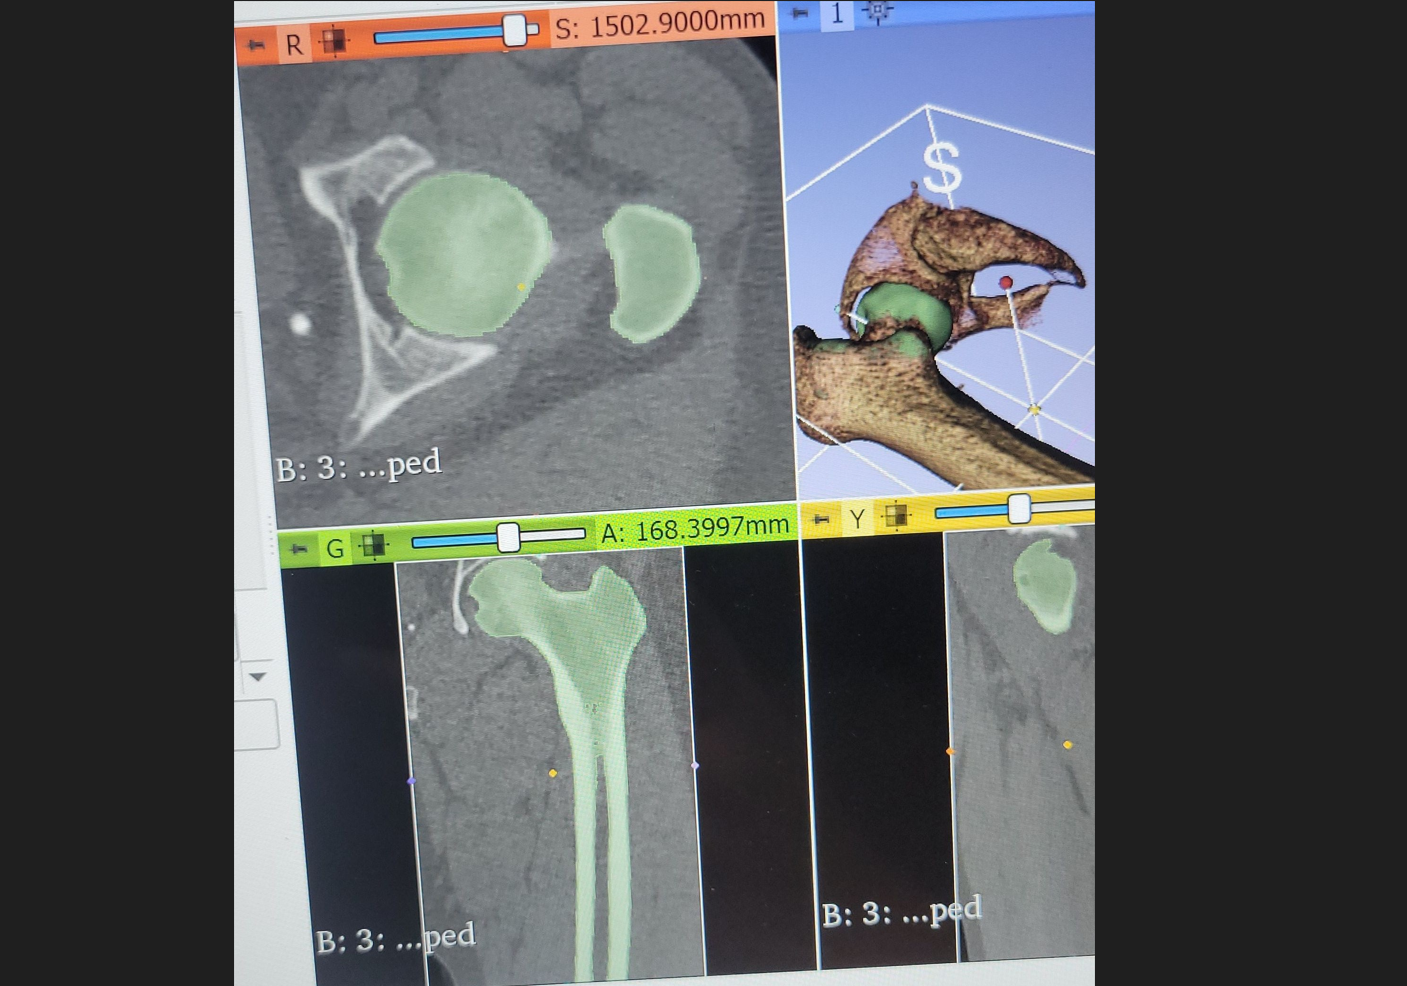 R S: 1502.9000mm
1
S
B: 3: ...ped
G A: 168.3997mm
Y
B: 3: ...ped
B: 3: ...ped